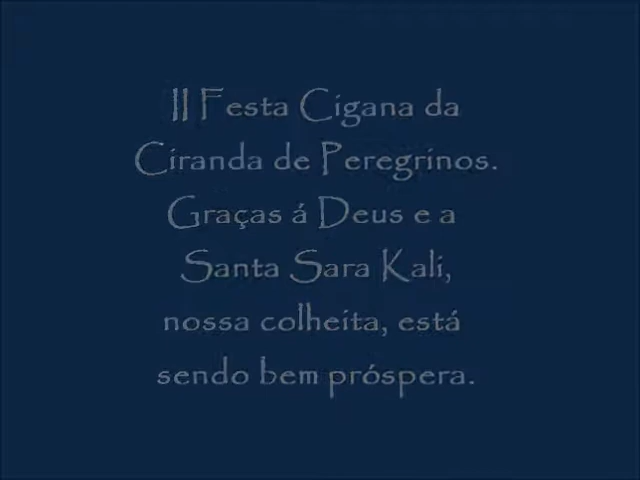 II Festa Cigana da
Ciranda de Peregrinos.
Graças á Deus e a
Santa Sara Kali,
nossa colheita, está
sendo bem próspera.